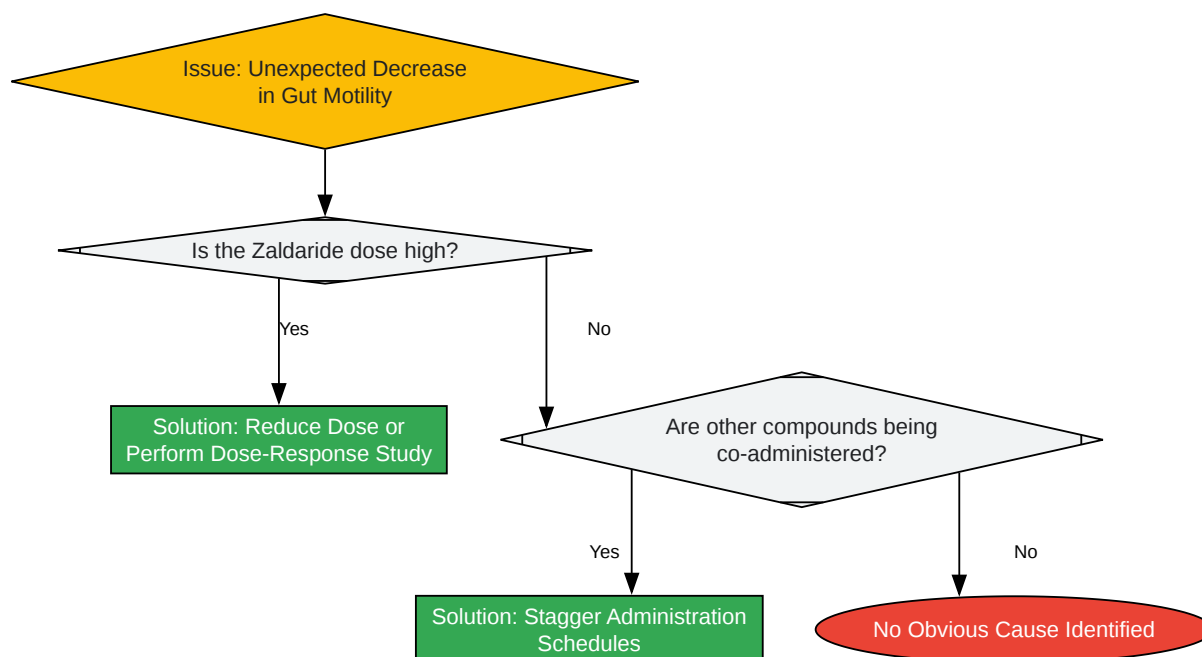 Issue: Unexpected Decrease
in Gut Motility
Is the Zaldaride dose high?
Yes
No
Solution: Reduce Dose or
Perform Dose-Response Study
Are other compounds being
co-administered?
Yes
No
Solution: Stagger Administration
Schedules
No Obvious Cause Identified